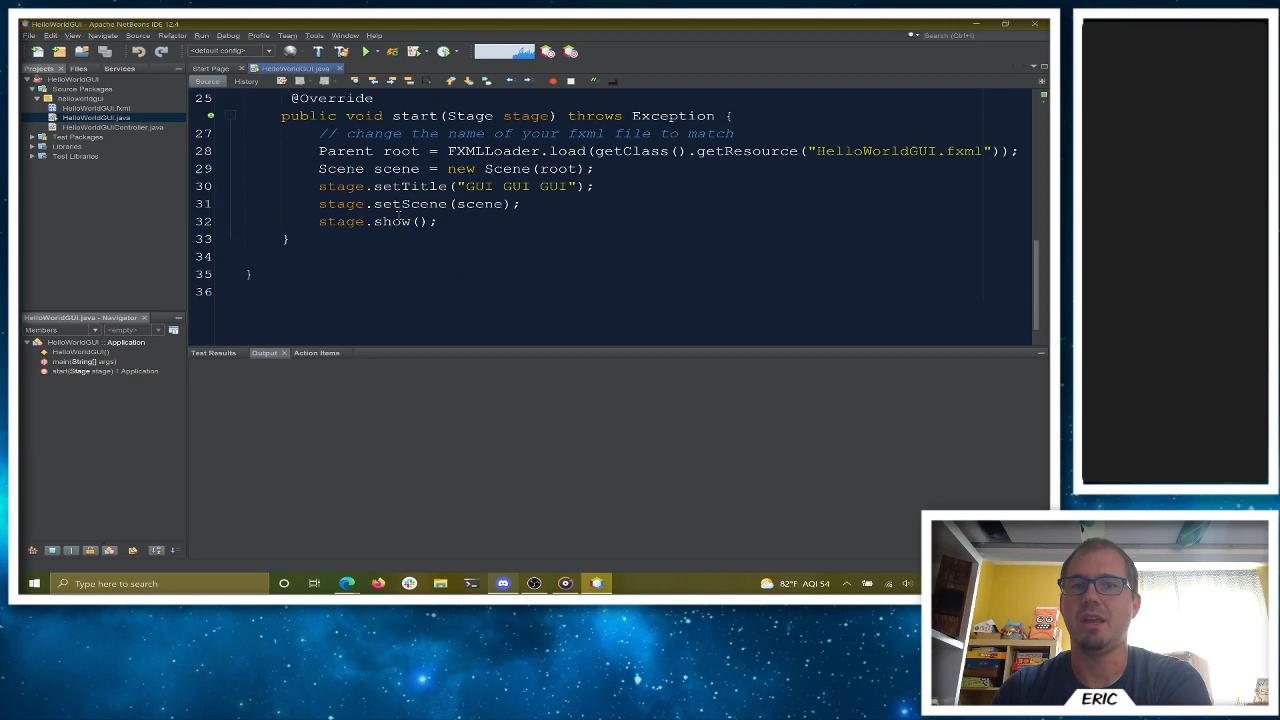 HelloWorldGUI - Apache NetBeans IDE 12.4
File Edit View Navigate Source Refactor Run Debug Profile Team Tools Window Help
Search (Ctrl+I)
<default config>
Projects Files Services
Start Page HelloWorldGUI.java
Source History
HelloWorldGUI
Source Packages
helloworldgui
HelloWorldGUI.fxml
HelloWorldGUI.java
HelloWorldGUIController.java
Test Packages
Libraries
Test Libraries
25 @Override
public void start(Stage stage) throws Exception {
27 // change the name of your fxml file to match
28 Parent root = FXMLLoader.load(getClass().getResource("HelloWorldGUI.fxml"));
29 Scene scene = new Scene(root);
30 stage.setTitle("GUI GUI GUI");
31 stage.setScene(scene);
32 stage.show();
33 }
34
35 }
36
HelloWorldGUI.java - Navigator
Members <empty>
HelloWorldGUI :: Application
HelloWorldGUI()
main(String[] args)
start(Stage stage) ↑ Application
Test Results Output Action Items
Type here to search
82°F AQI 54
ERIC